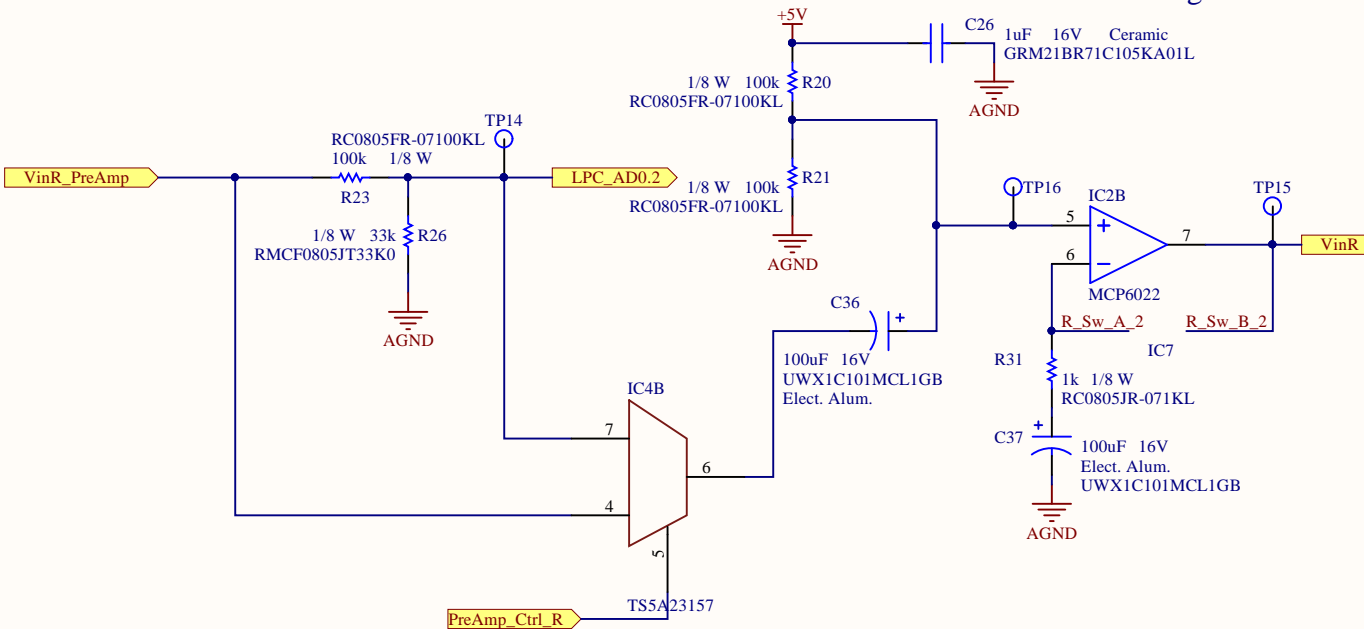 +5V
C26
1uF 16V Ceramic
GRM21BR71C105KA01L
AGND
1/8 W 100k R20
RC0805FR-07100KL
TP14
RC0805FR-07100KL
100k 1/8 W
VinR_PreAmp
R23
LPC_AD0.2
1/8 W 100k R21
RC0805FR-07100KL
AGND
1/8 W 33k R26
RMCF0805JT33K0
AGND
TP16
IC2B
5
6
7
MCP6022
TP15
VinR
R_Sw_A_2
R_Sw_B_2
IC7
C36
100uF 16V
UWX1C101MCL1GB
Elect. Alum.
R31
1k 1/8 W
RC0805JR-071KL
C37
100uF 16V
Elect. Alum.
UWX1C101MCL1GB
AGND
IC4B
7
4
6
5
TS5A23157
PreAmp_Ctrl_R